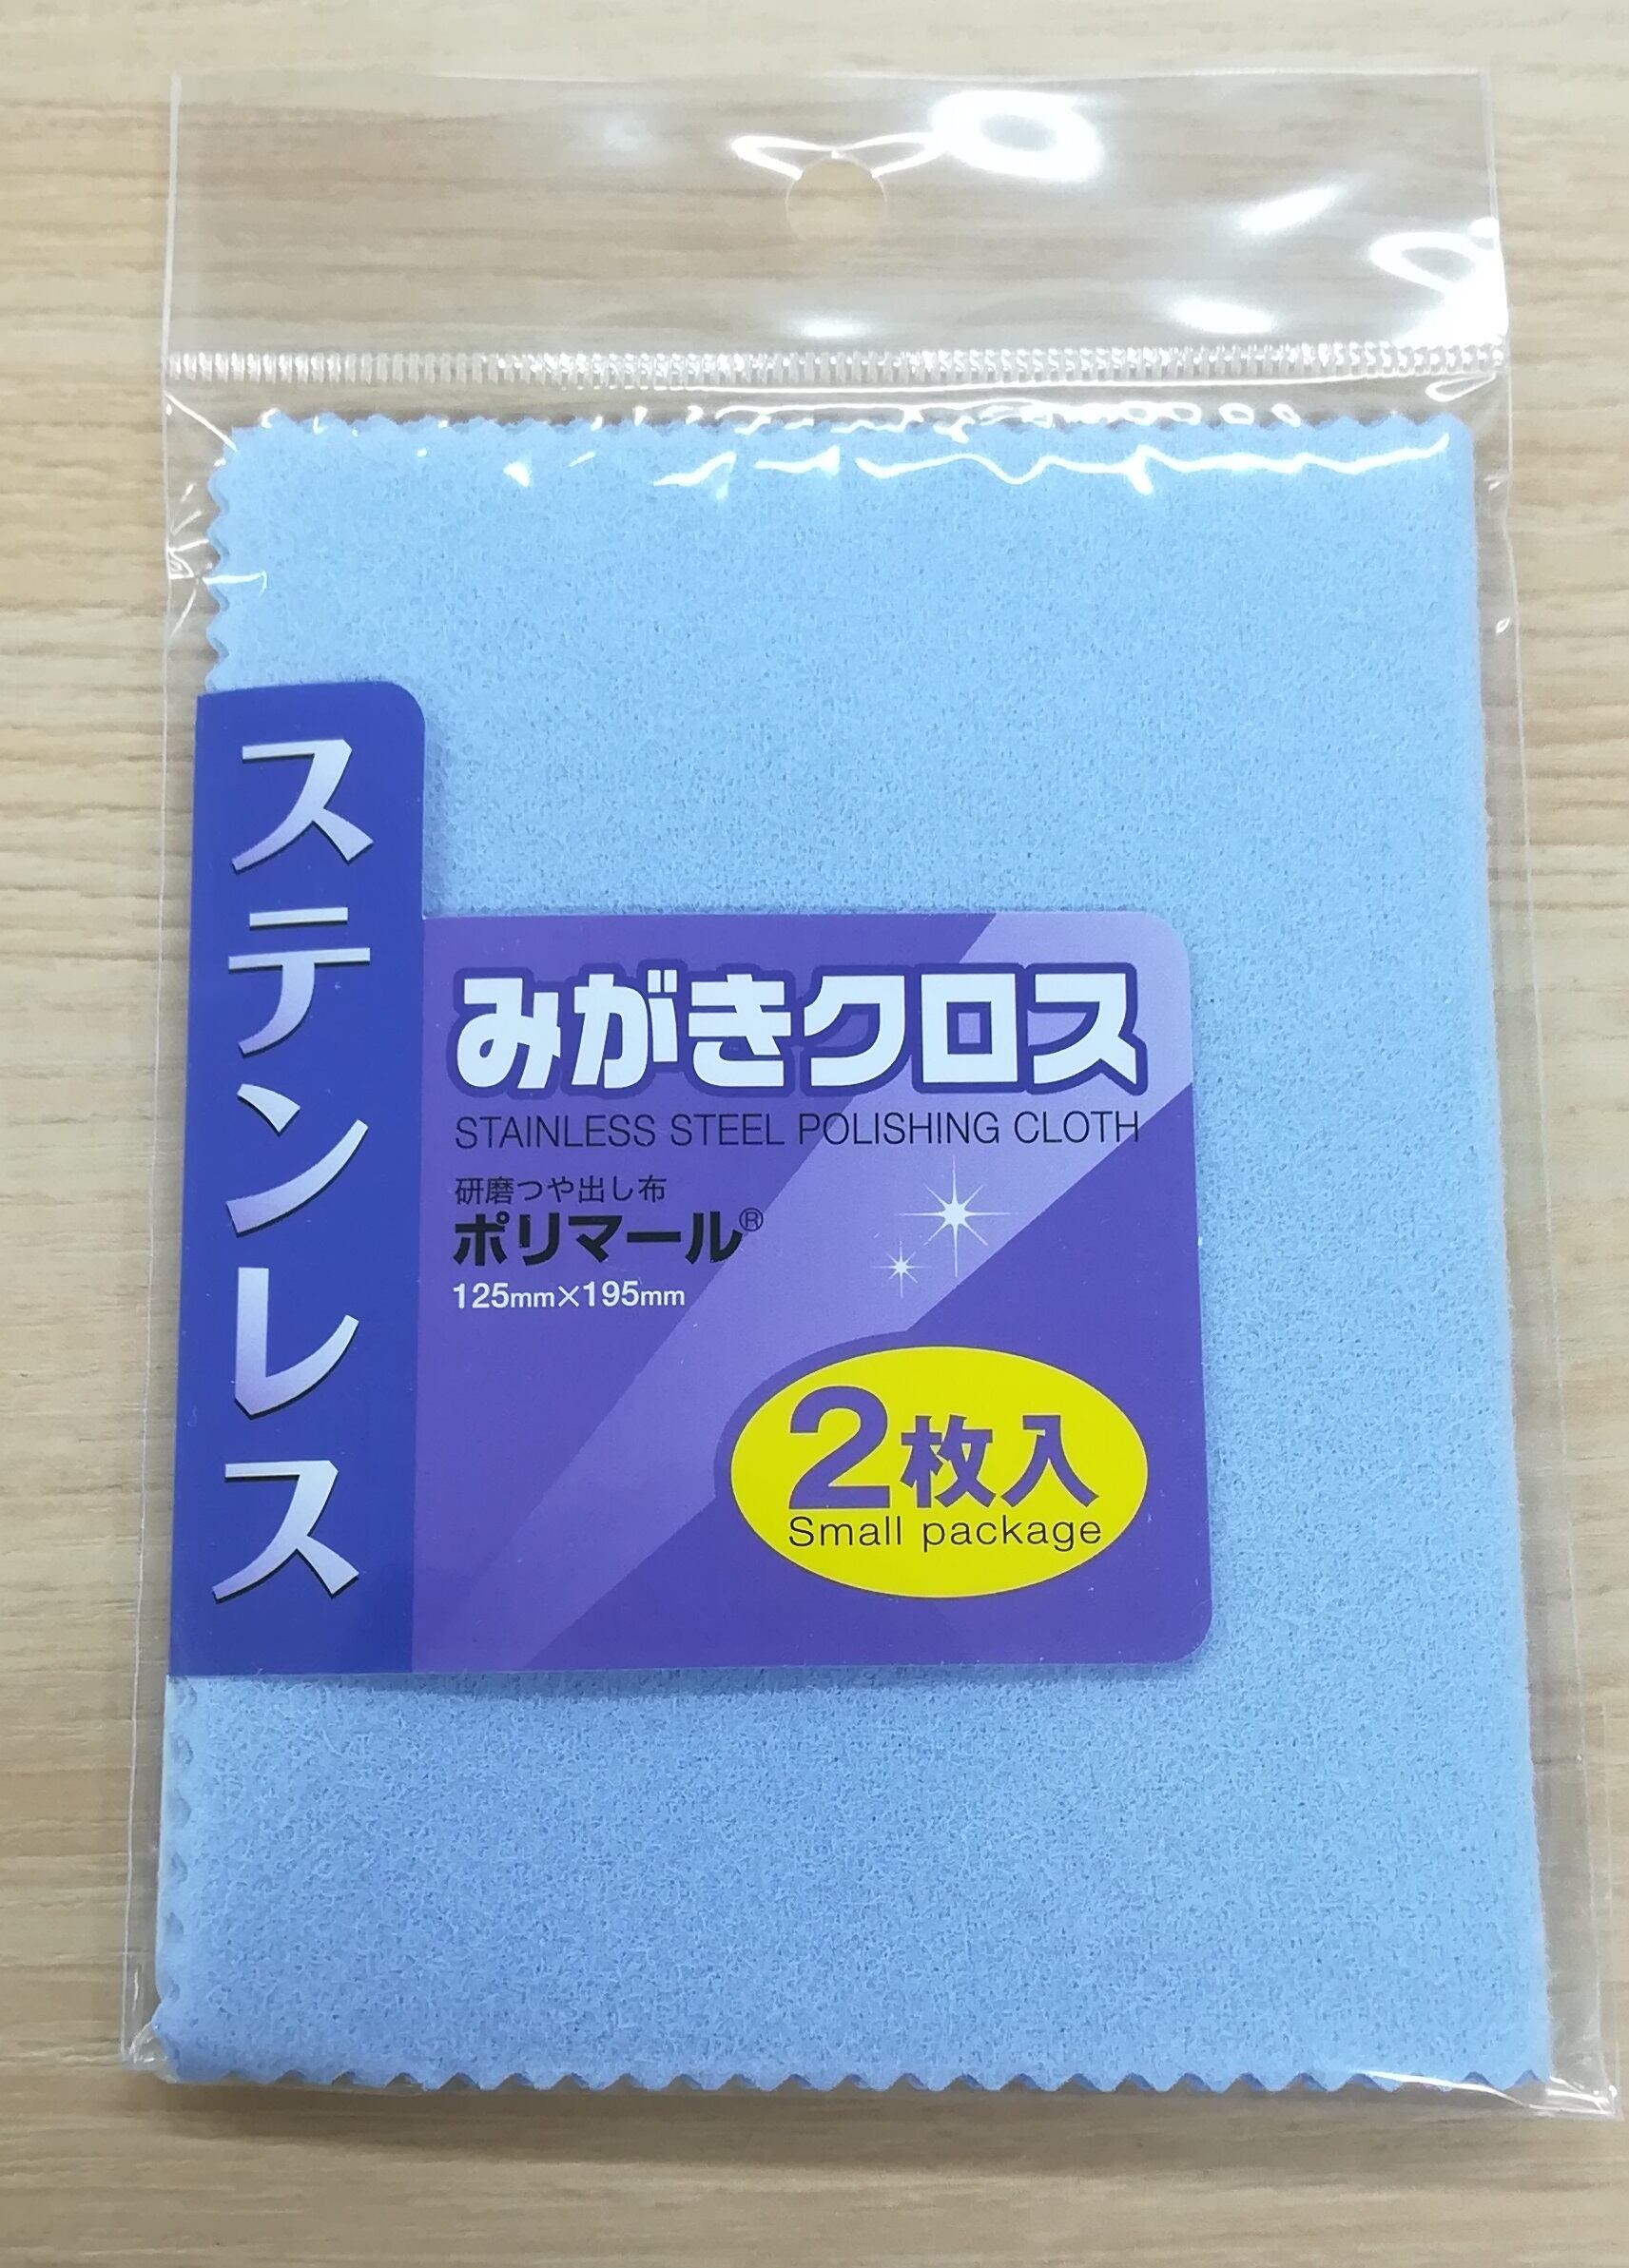 ステンレス
みがきクロス
STAINLESS STEEL POLISHING CLOTH
研磨つや出し布
ポリマール®
125mm×195mm
2枚入
Small package